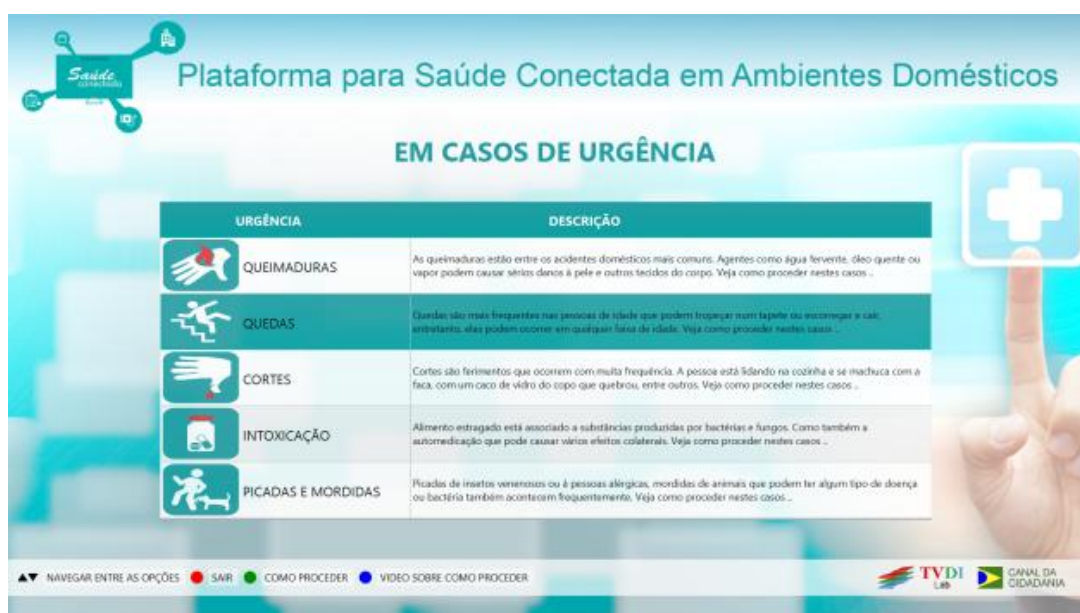 Saúde
conectada
Plataforma para Saúde Conectada em Ambientes Domésticos
EM CASOS DE URGÊNCIA
URGÊNCIA DESCRIÇÃO
QUEIMADURAS
As queimaduras estão entre os acidentes domésticos mais comuns. Agentes como água fervente, óleo quente ou
vapor podem causar sérios danos à pele e outros tecidos do corpo. Veja como proceder nestes casos ..
QUEDAS
Quedas são mais frequentes nas pessoas de idade que podem tropeçar num tapete ou escorregar e cair,
entretanto, elas podem ocorrer em qualquer faixa de idade. Veja como proceder nestes casos ..
CORTES
Cortes são ferimentos que ocorrem com muita frequência. A pessoa está lidando na cozinha e se machuca com a
faca, com um caco de vidro do copo que quebrou, entre outros. Veja como proceder nestes casos ..
INTOXICAÇÃO
Alimento estragado está associado a substâncias produzidas por bactérias e fungos. Como também a
automedicação que pode causar vários efeitos colaterais. Veja como proceder nestes casos ..
PICADAS E MORDIDAS
Picadas de insetos venenosos ou à pessoas alérgicas, mordidas de animais que podem ter algum tipo de doença
ou bactéria também acontecem frequentemente, Veja como proceder nestes casos ..
NAVEGAR ENTRE AS OPÇÕES SAIR COMO PROCEDER VIDEO SOBRE COMO PROCEDER
TVDI
Lab
CANAL DA
CIDADANIA